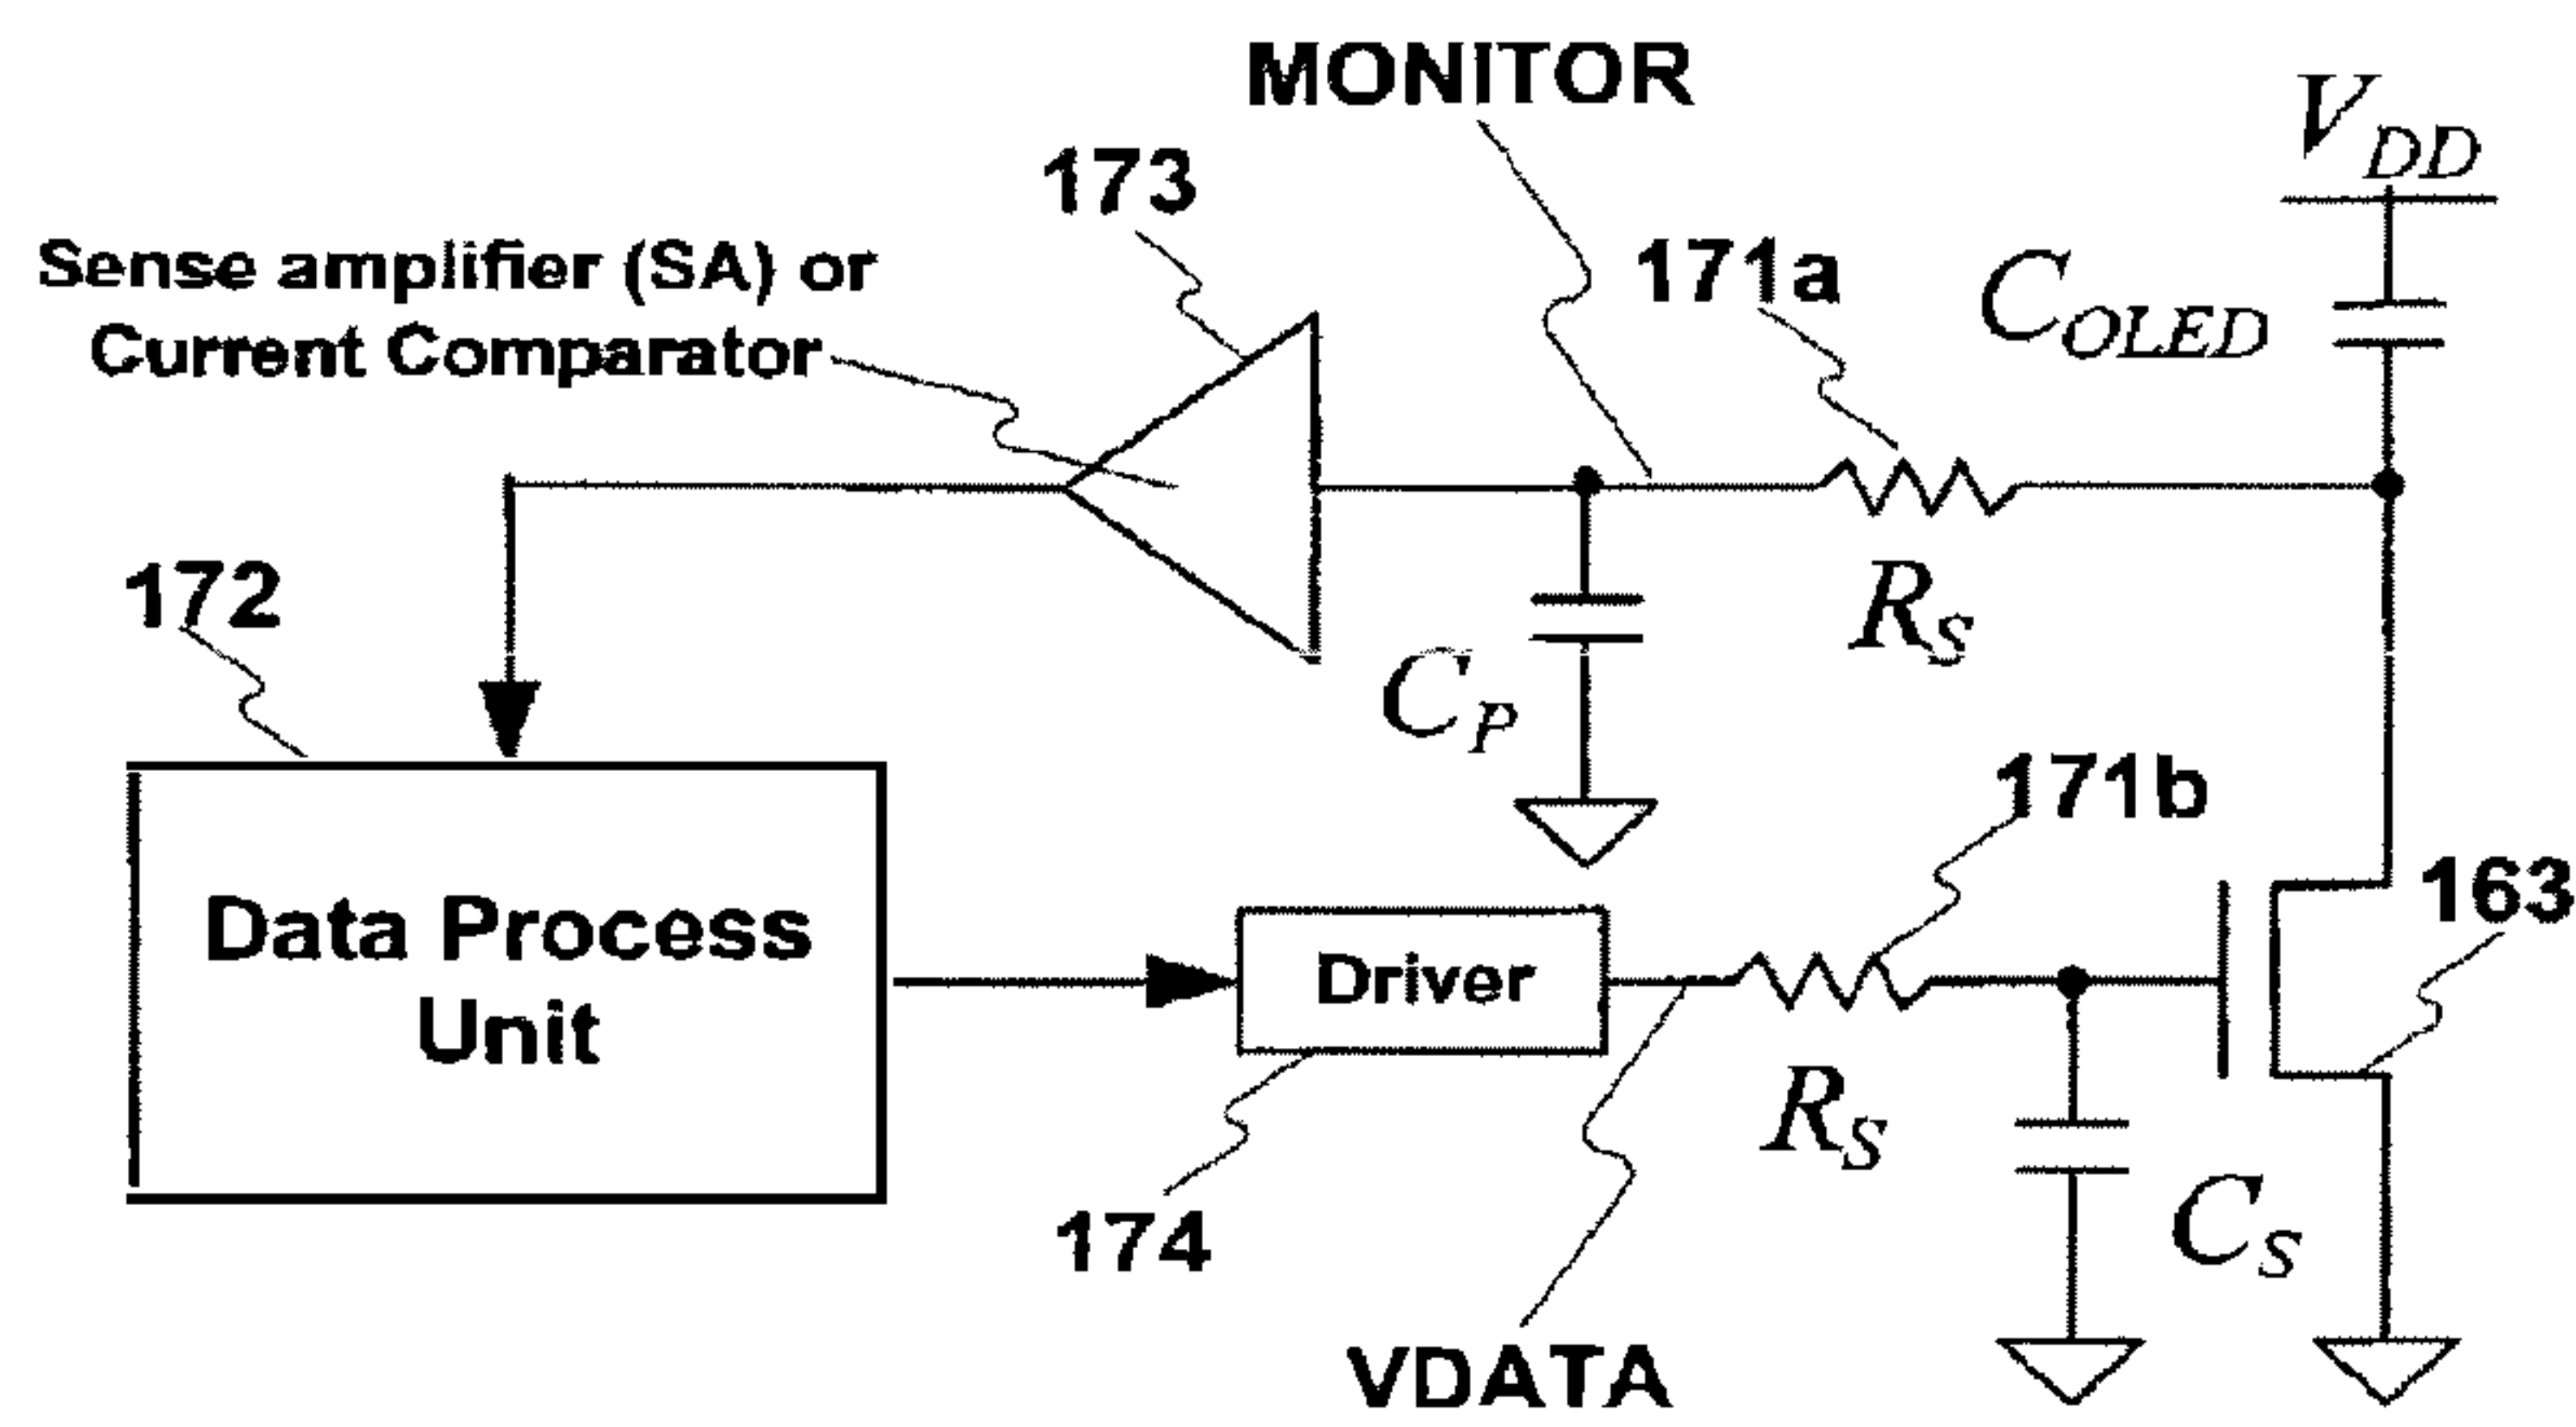 MONITOR
V_DD
173
Sense amplifier (SA) or
Current Comparator
171a
C_OLED
172
R_S
C_P
171b
163
Data Process
Unit
Driver
R_S
174
C_S
VDATA